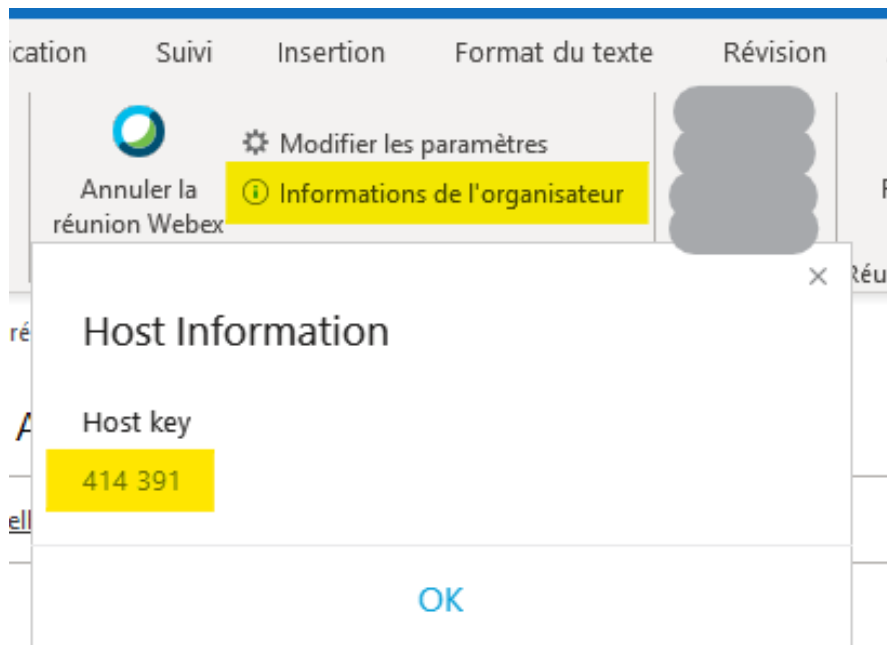 Suivi Insertion Format du texte Révision
Modifier les paramètres
Annuler la
réunion Webex
Informations de l'organisateur
Host Information
Host key
414 391
OK